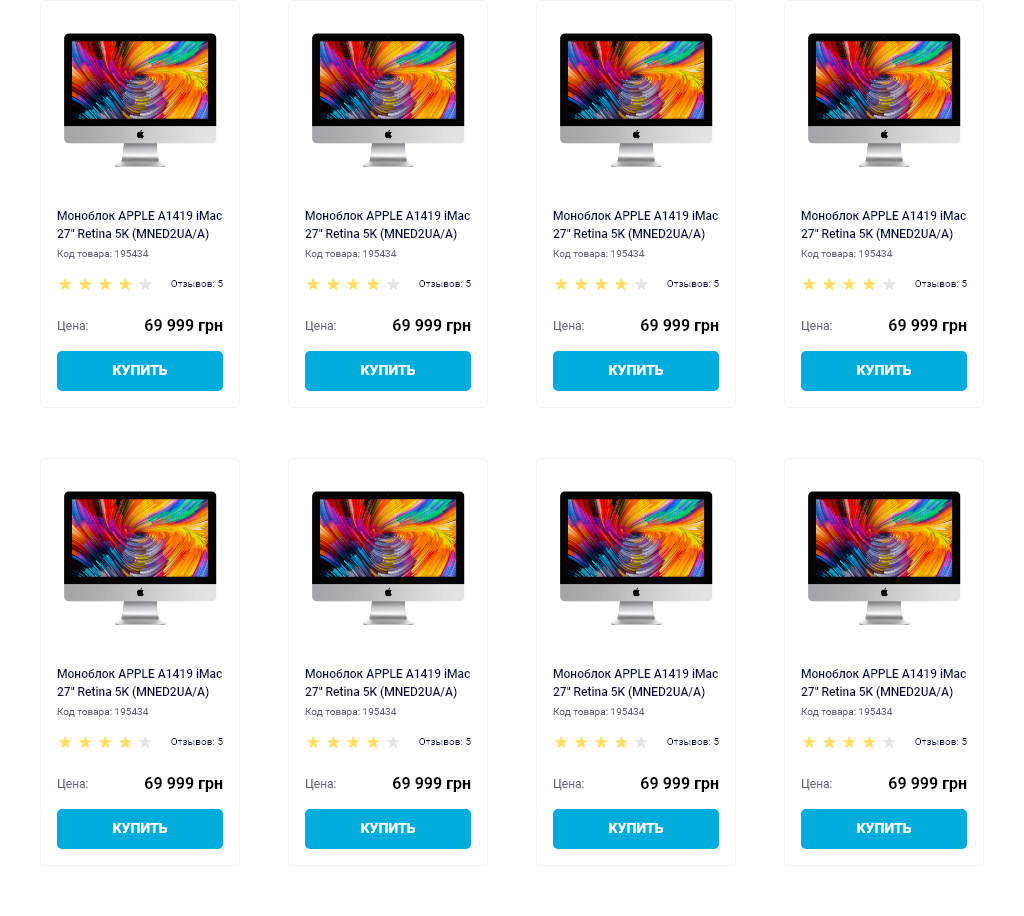 Моноблок APPLE A1419 iMac
27" Retina 5K (MNED2UA/A)
Код товара: 195434
Отзывов: 5
Цена: 69 999 грн
КУПИТЬ
Моноблок APPLE A1419 iMac
27" Retina 5K (MNED2UA/A)
Код товара: 195434
Отзывов: 5
Цена: 69 999 грн
КУПИТЬ
Моноблок APPLE A1419 iMac
27" Retina 5K (MNED2UA/A)
Код товара: 195434
Отзывов: 5
Цена: 69 999 грн
КУПИТЬ
Моноблок APPLE A1419 iMac
27" Retina 5K (MNED2UA/A)
Код товара: 195434
Отзывов: 5
Цена: 69 999 грн
КУПИТЬ
Моноблок APPLE A1419 iMac
27" Retina 5K (MNED2UA/A)
Код товара: 195434
Отзывов: 5
Цена: 69 999 грн
КУПИТЬ
Моноблок APPLE A1419 iMac
27" Retina 5K (MNED2UA/A)
Код товара: 195434
Отзывов: 5
Цена: 69 999 грн
КУПИТЬ
Моноблок APPLE A1419 iMac
27" Retina 5K (MNED2UA/A)
Код товара: 195434
Отзывов: 5
Цена: 69 999 грн
КУПИТЬ
Моноблок APPLE A1419 iMac
27" Retina 5K (MNED2UA/A)
Код товара: 195434
Отзывов: 5
Цена: 69 999 грн
КУПИТЬ